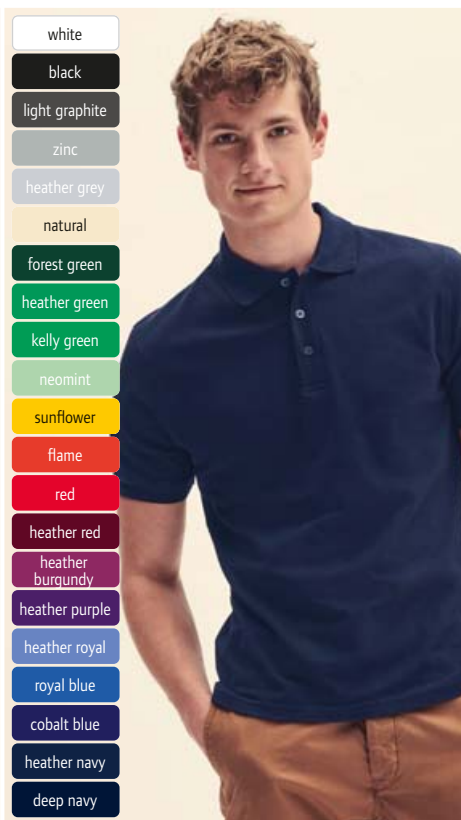 white
black
light graphite
zinc
heather grey
natural
forest green
heather green
kelly green
neomint
sunflower
flame
red
heather red
heather
burgundy
heather purple
heather royal
royal blue
cobalt blue
heather navy
deep navy